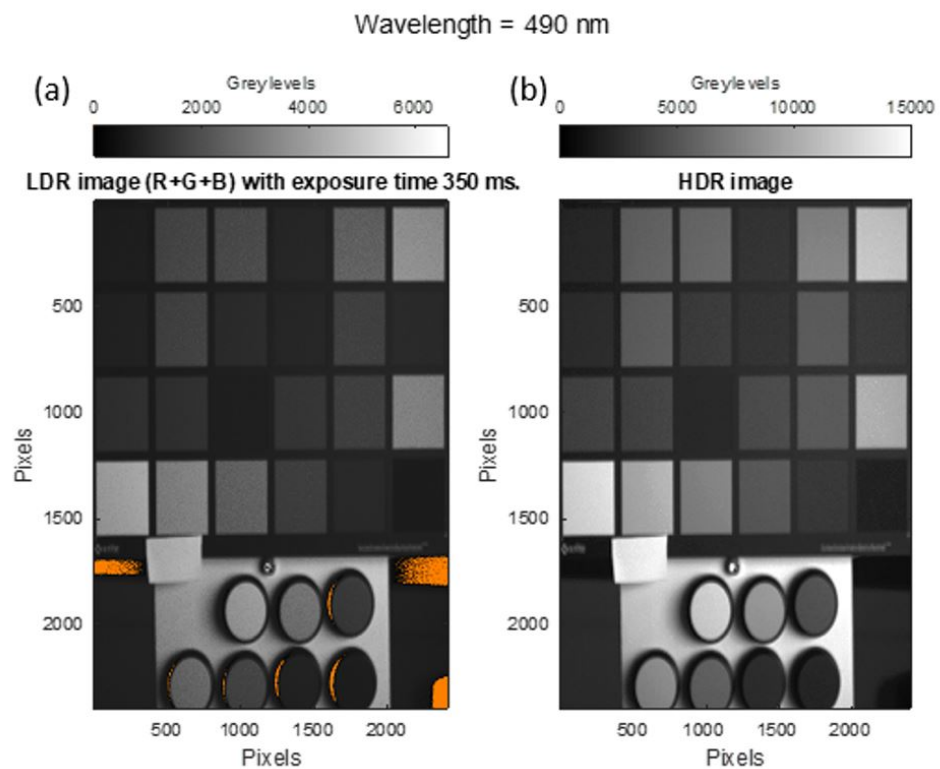 Wavelength = 490 nm
(a)
Greylevels
0 2000 4000 6000
LDR image (R+G+B) with exposure time 350 ms.
500
1000
1500
2000
Pixels
500 1000 1500 2000
Pixels
(b)
Greylevels
0 5000 10000 15000
HDR image
500
1000
1500
2000
Pixels
500 1000 1500 2000
Pixels